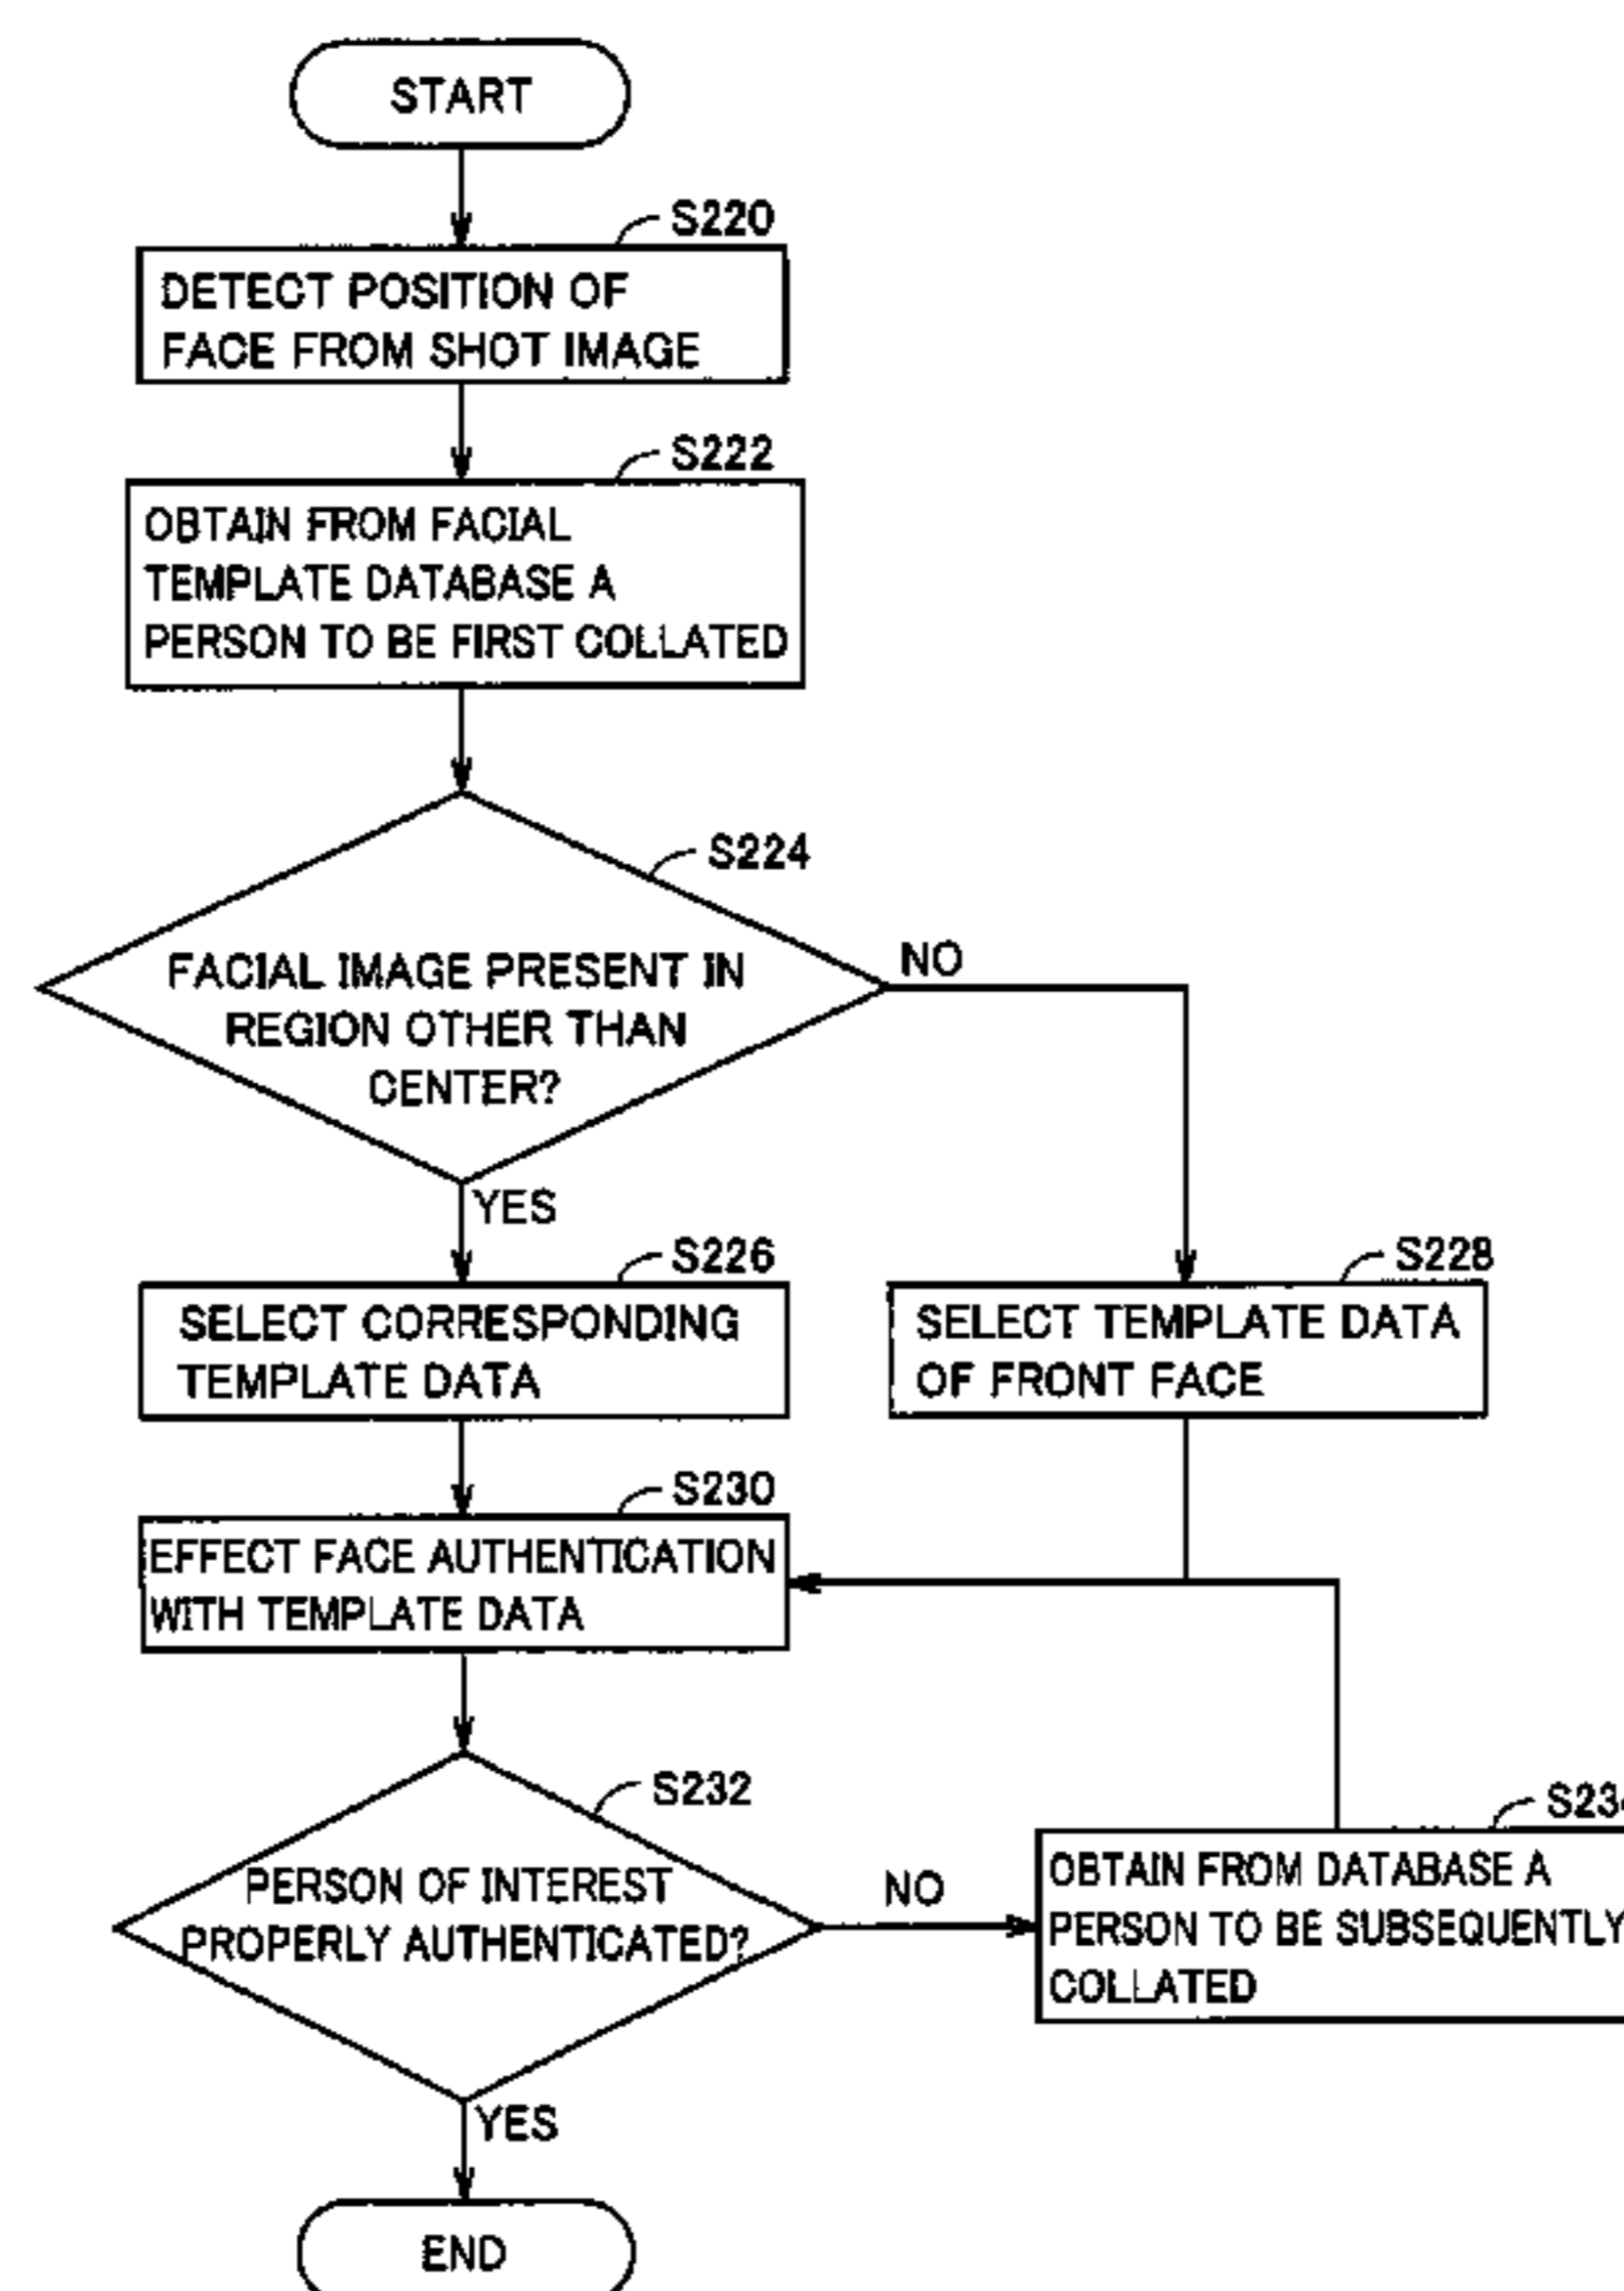 START
S220
DETECT POSITION OF
FACE FROM SHOT IMAGE
S222
OBTAIN FROM FACIAL
TEMPLATE DATABASE A
PERSON TO BE FIRST COLLATED
S224
FACIAL IMAGE PRESENT IN
REGION OTHER THAN
CENTER?
NO
YES
S226
SELECT CORRESPONDING
TEMPLATE DATA
S228
SELECT TEMPLATE DATA
OF FRONT FACE
S230
EFFECT FACE AUTHENTICATION
WITH TEMPLATE DATA
S232
PERSON OF INTEREST
PROPERLY AUTHENTICATED?
NO
OBTAIN FROM DATABASE A
PERSON TO BE SUBSEQUENTLY
COLLATED
YES
END